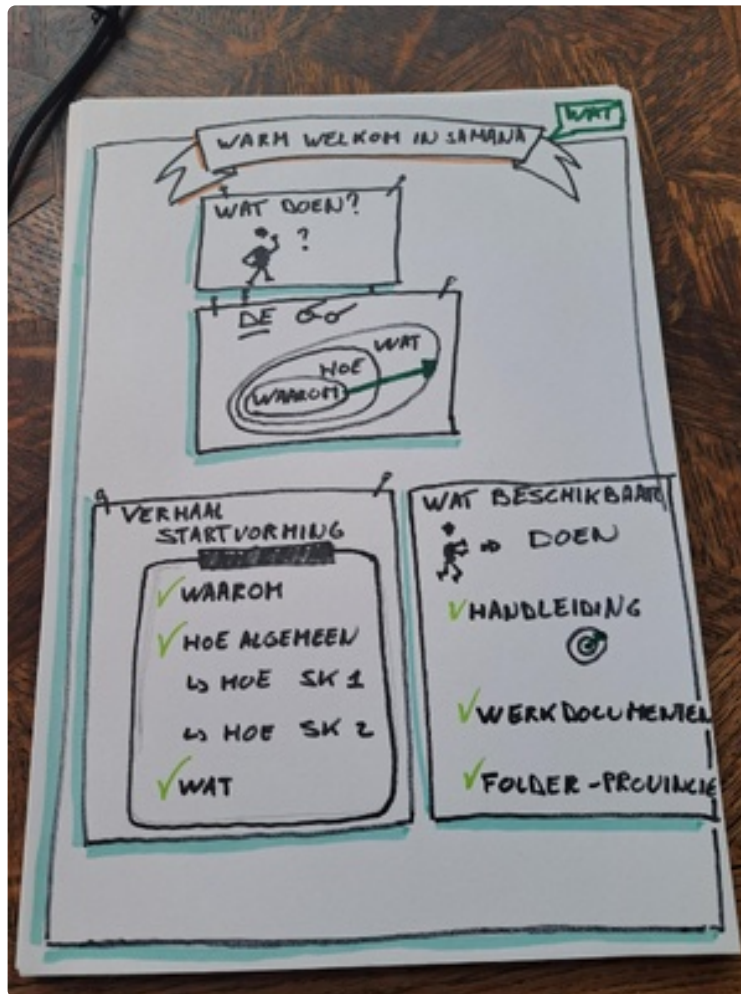 WAT
WARM WELKOM IN SAMANA
WAT DOEN?
?
DE
WAT
HOE
WAAROM
VERHAAL
STARTVORMING
WAAROM
HOE ALGEMEEN
↳ HOE SK 1
↳ HOE SK 2
WAT
WAT BESCHIKBAAR
⇨ DOEN
HANDLEIDING
WERKDOCUMENTEN
FOLDER-PROVINCIE